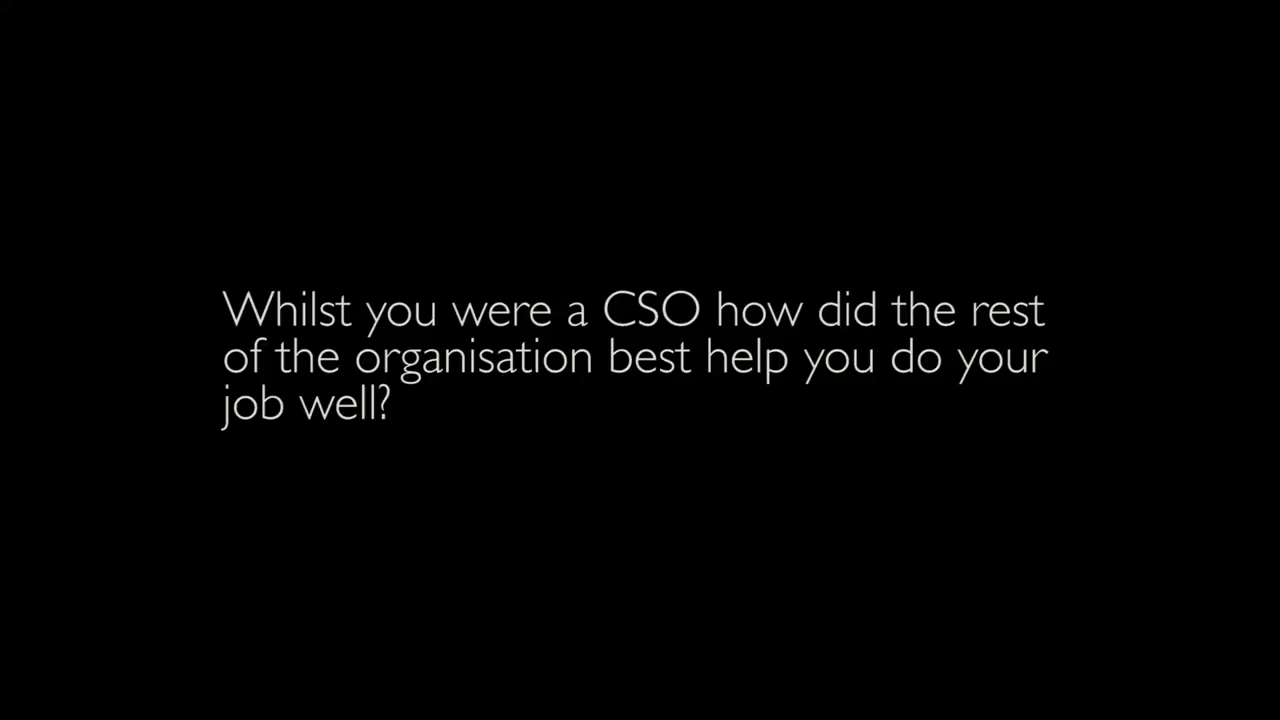 Whilst you were a CSO how did the rest
of the organisation best help you do your
job well?